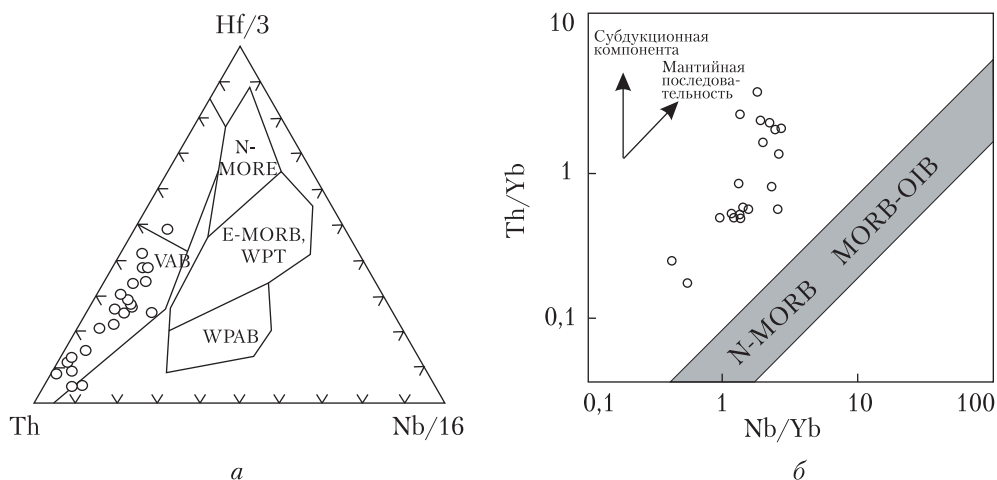 Hf/3
N-
MORE
E-MORB,
WPT
VAB
WPAB
Th
Nb/16
а
10
1
0,1
Th/Yb
Субдукционная
компонента
Мантийная
последова-
тельность
N-MORB
MORB-OIB
0,1
1
10
100
Nb/Yb
б